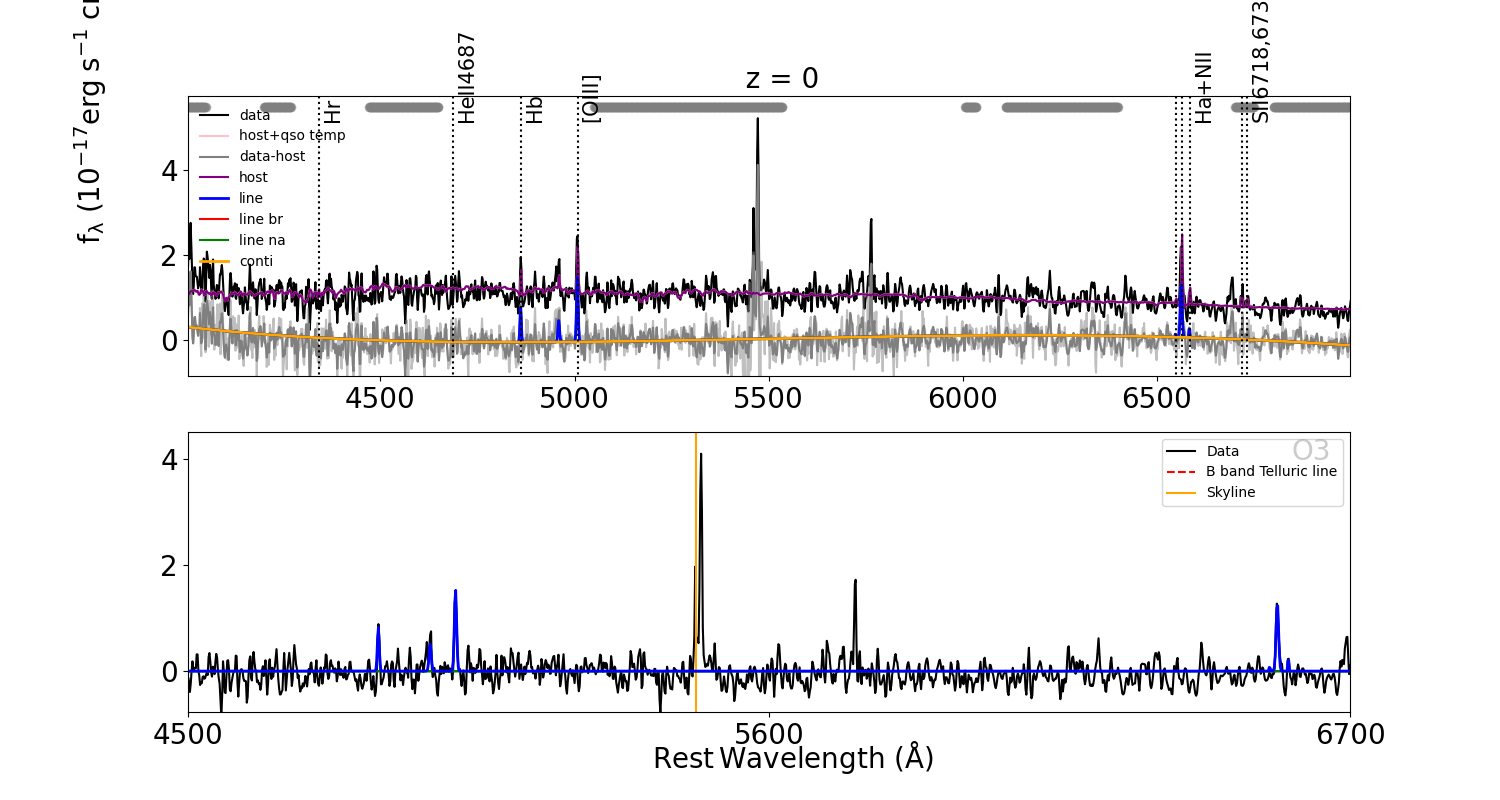 z = 0
Hr
HeII4687
Hb
[OIII]
Ha+NII
SII6718,673
f_λ (10^−17 erg s^−1 c
data
host+qso temp
data-host
host
line
line br
line na
conti
4
2
0
4500
5000
5500
6000
6500
O3
Data
B band Telluric line
Skyline
4
2
0
4500
5600
6700
Rest Wavelength (Å)